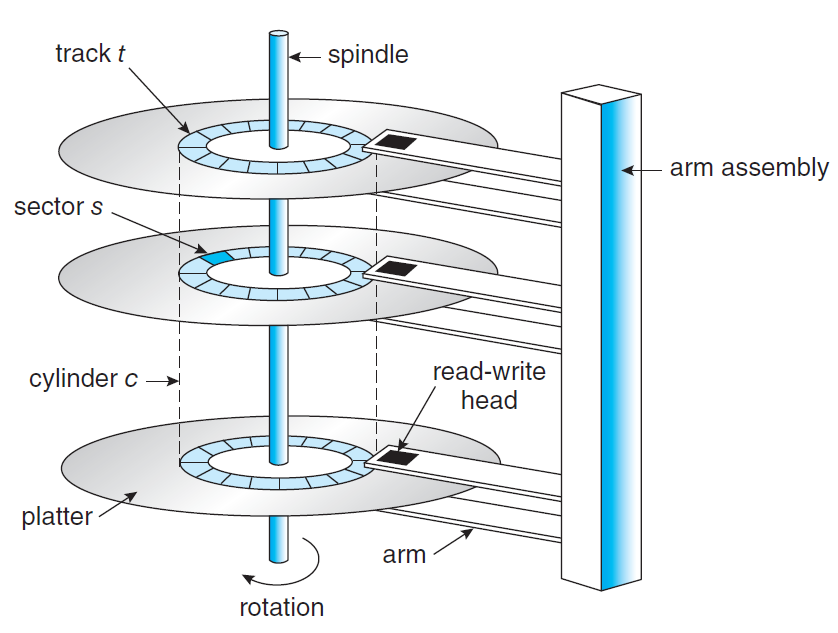 track t
spindle
arm assembly
sector s
cylinder c
read-write
head
platter
arm
rotation